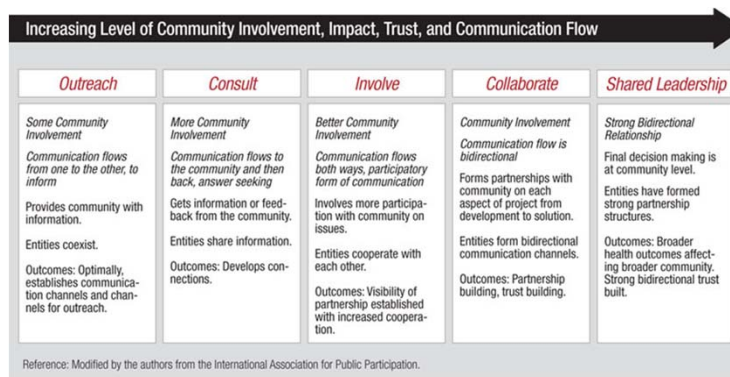 Increasing Level of Community Involvement, Impact, Trust, and Communication Flow
Outreach
Some Community
Involvement
Communication flows
from one to the other, to
inform
Provides community with
information.
Entities coexist.
Outcomes: Optimally,
establishes communica-
tion channels and chan-
nels for outreach.
Consult
More Community
Involvement
Communication flows to
the community and then
back, answer seeking
Gets information or feed-
back from the community.
Entities share information.
Outcomes: Develops con-
nections.
Involve
Better Community
Involvement
Communication flows
both ways, participatory
form of communication
Involves more participa-
tion with community on
issues.
Entities cooperate with
each other.
Outcomes: Visibility of
partnership established
with increased coopera-
tion.
Collaborate
Community Involvement
Communication flow is
bidirectional
Forms partnerships with
community on each
aspect of project from
development to solution.
Entities form bidirectional
communication channels.
Outcomes: Partnership
building, trust building.
Shared Leadership
Strong Bidirectional
Relationship
Final decision making is
at community level.
Entities have formed
strong partnership
structures.
Outcomes: Broader
health outcomes affect-
ing broader community.
Strong bidirectional trust
built.
Reference: Modified by the authors from the International Association for Public Participation.